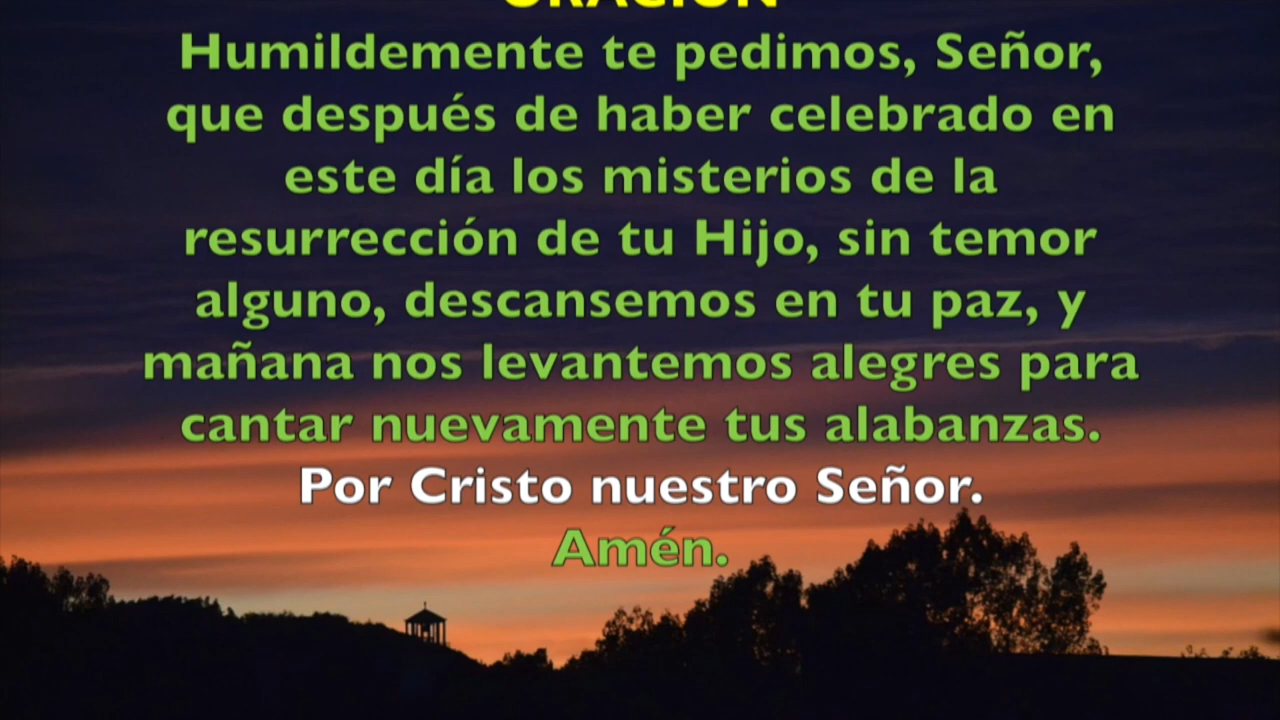 ORACIÓN
Humildemente te pedimos, Señor,
que después de haber celebrado en
este día los misterios de la
resurrección de tu Hijo, sin temor
alguno, descansemos en tu paz, y
mañana nos levantemos alegres para
cantar nuevamente tus alabanzas.
Por Cristo nuestro Señor.
Amén.